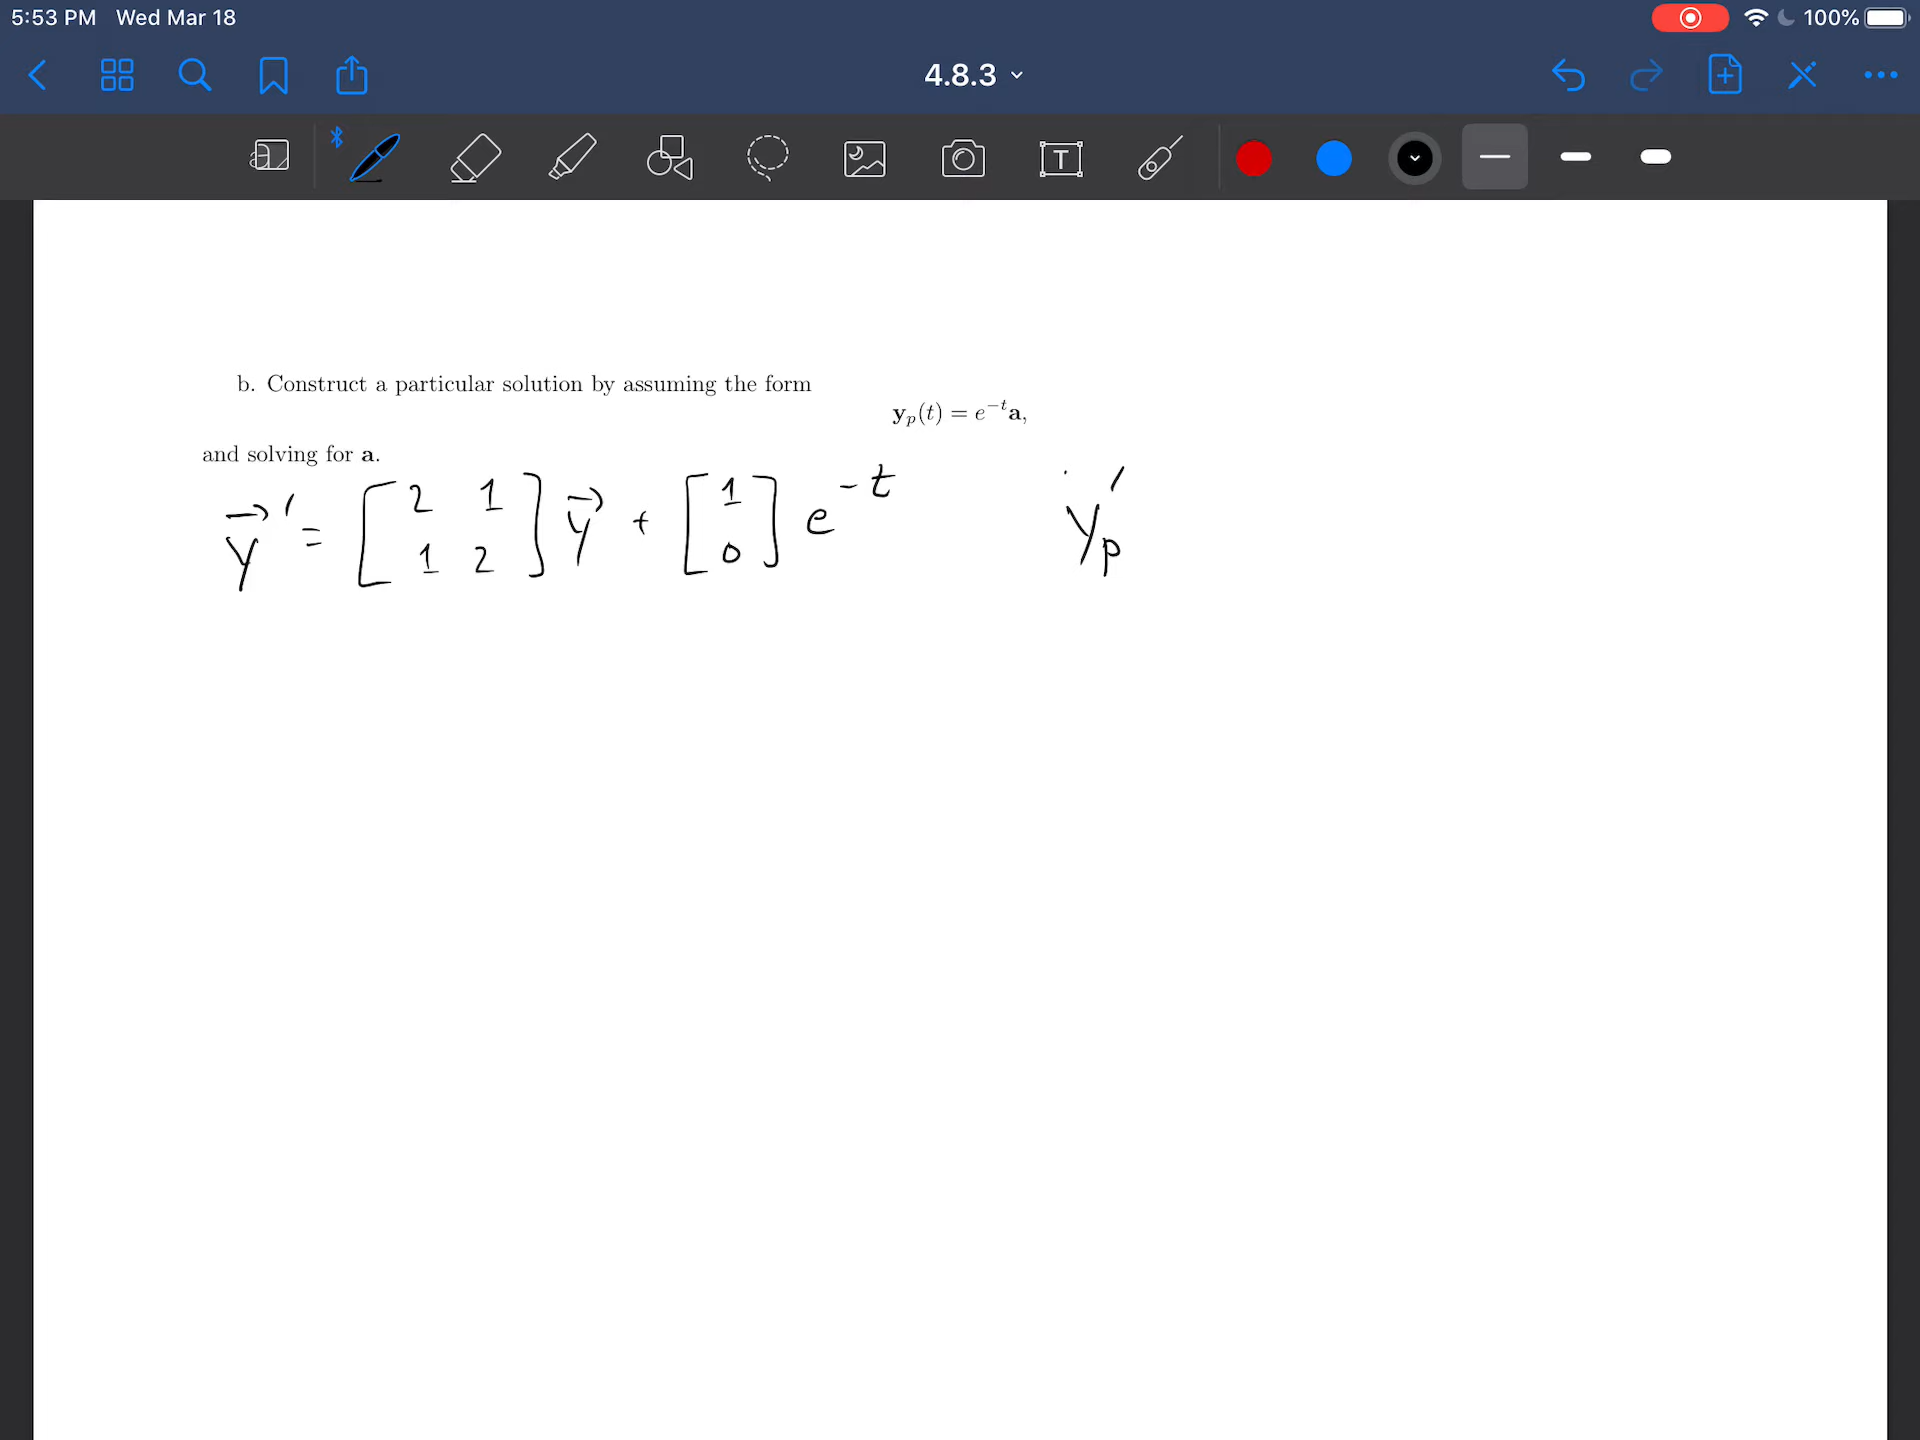 5:53 PM Wed Mar 18 100%
4.8.3
a T
b. Construct a particular solution by assuming the form
yₚ(t) = e⁻ᵗa,
and solving for a.
y⃗′ = [2 1; 1 2] y⃗ + [1; 0] e⁻ᵗ yₚ′